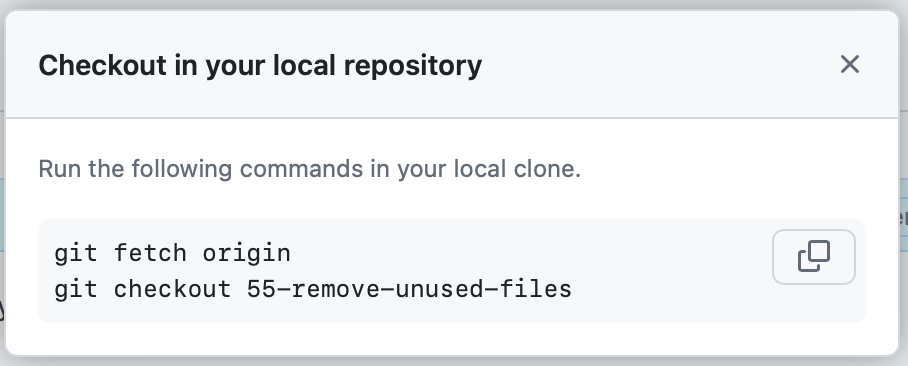 Checkout in your local repository
Run the following commands in your local clone.
git fetch origin
git checkout 55-remove-unused-files